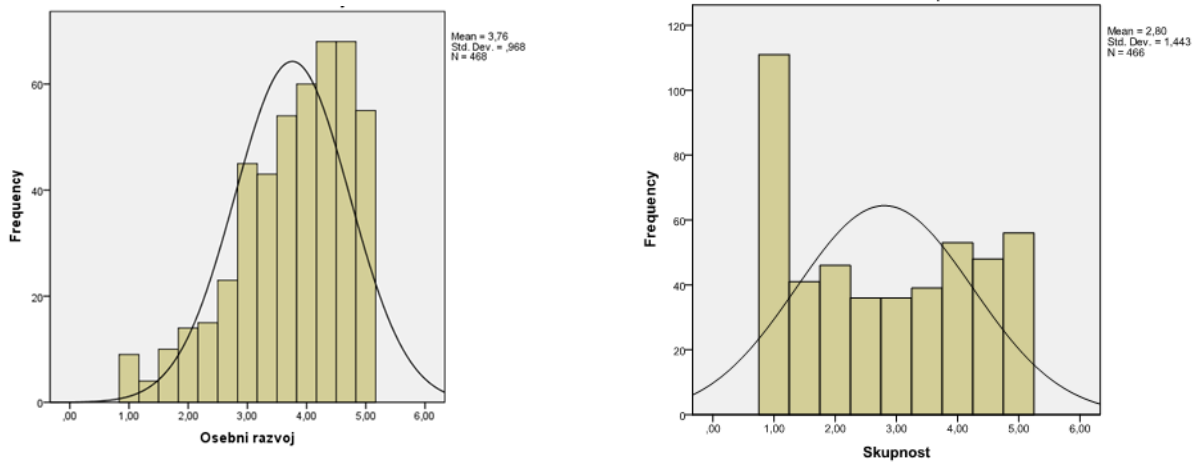 Mean = 3,76
Std. Dev. = ,968
N = 468
Frequency
60
40
20
0
,00
1,00
2,00
3,00
4,00
5,00
6,00
Osebni razvoj
Mean = 2,80
Std. Dev. = 1,443
N = 466
Frequency
120
100
80
60
40
20
0
,00
1,00
2,00
3,00
4,00
5,00
6,00
Skupnost